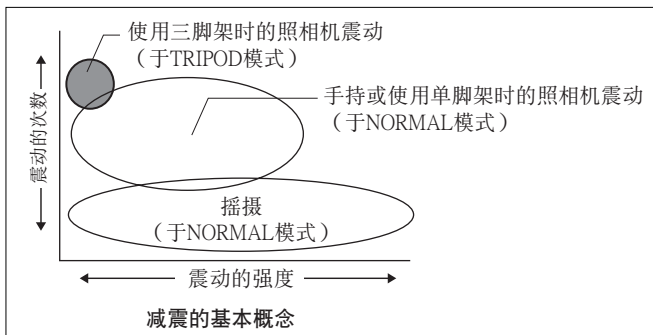 使用三脚架时的照相机震动
（于TRIPOD模式）
手持或使用单脚架时的照相机震动
（于NORMAL模式）
震动的次数
摇摄
（于NORMAL模式）
震动的强度
减震的基本概念